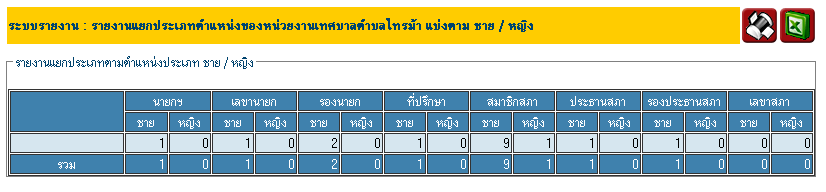 ระบบรายงาน : รายงานแยกประเภทตำแหน่งของหน่วยงานเทศบาลตำบลไทรม้า แบ่งตาม ชาย / หญิง
รายงานแยกประเภทตามตำแหน่งประเภท ชาย / หญิง
นายกฯ เลขานายก รองนายก ที่ปรึกษา สมาชิกสภา ประธานสภา รองประธานสภา เลขาสภา
ชาย หญิง ชาย หญิง ชาย หญิง ชาย หญิง ชาย หญิง ชาย หญิง ชาย หญิง ชาย หญิง
1 0 1 0 2 0 1 0 9 1 1 0 1 0 0 0
รวม 1 0 1 0 2 0 1 0 9 1 1 0 1 0 0 0